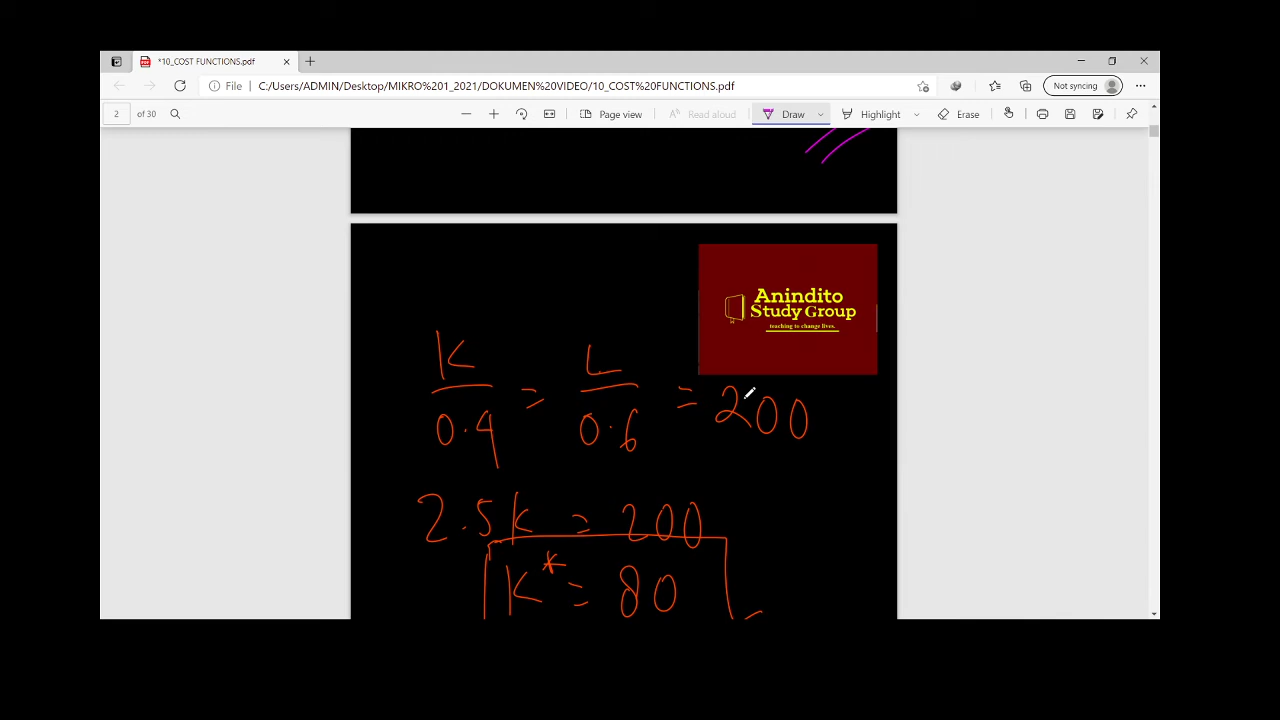 *10_COST FUNCTIONS.pdf
File C:/Users/ADMIN/Desktop/MIKRO%201_2021/DOKUMEN%20VIDEO/10_COST%20FUNCTIONS.pdf Not syncing
2 of 30 Page view Read aloud Draw Highlight Erase
Anindito
Study Group
teaching to change lives.
K/0.4 = L/0.6 = 200
2.5K = 200
K* = 80